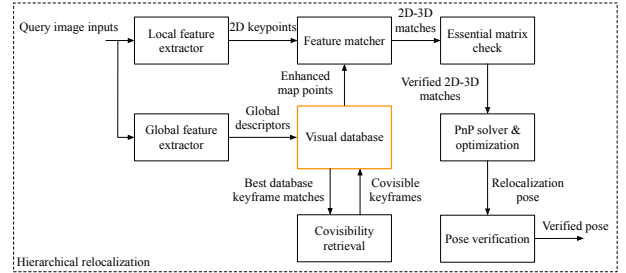 Query image inputs
Local feature
extractor
2D keypoints
Feature matcher
2D-3D
matches
Essential matrix
check
Enhanced
map points
Verified 2D-3D
matches
Global feature
extractor
Global
descriptors
Visual database
PnP solver &
optimization
Best database
keyframe matches
Covisible
keyframes
Relocalization
pose
Covisibility
retrieval
Pose verification
Verified pose
Hierarchical relocalization